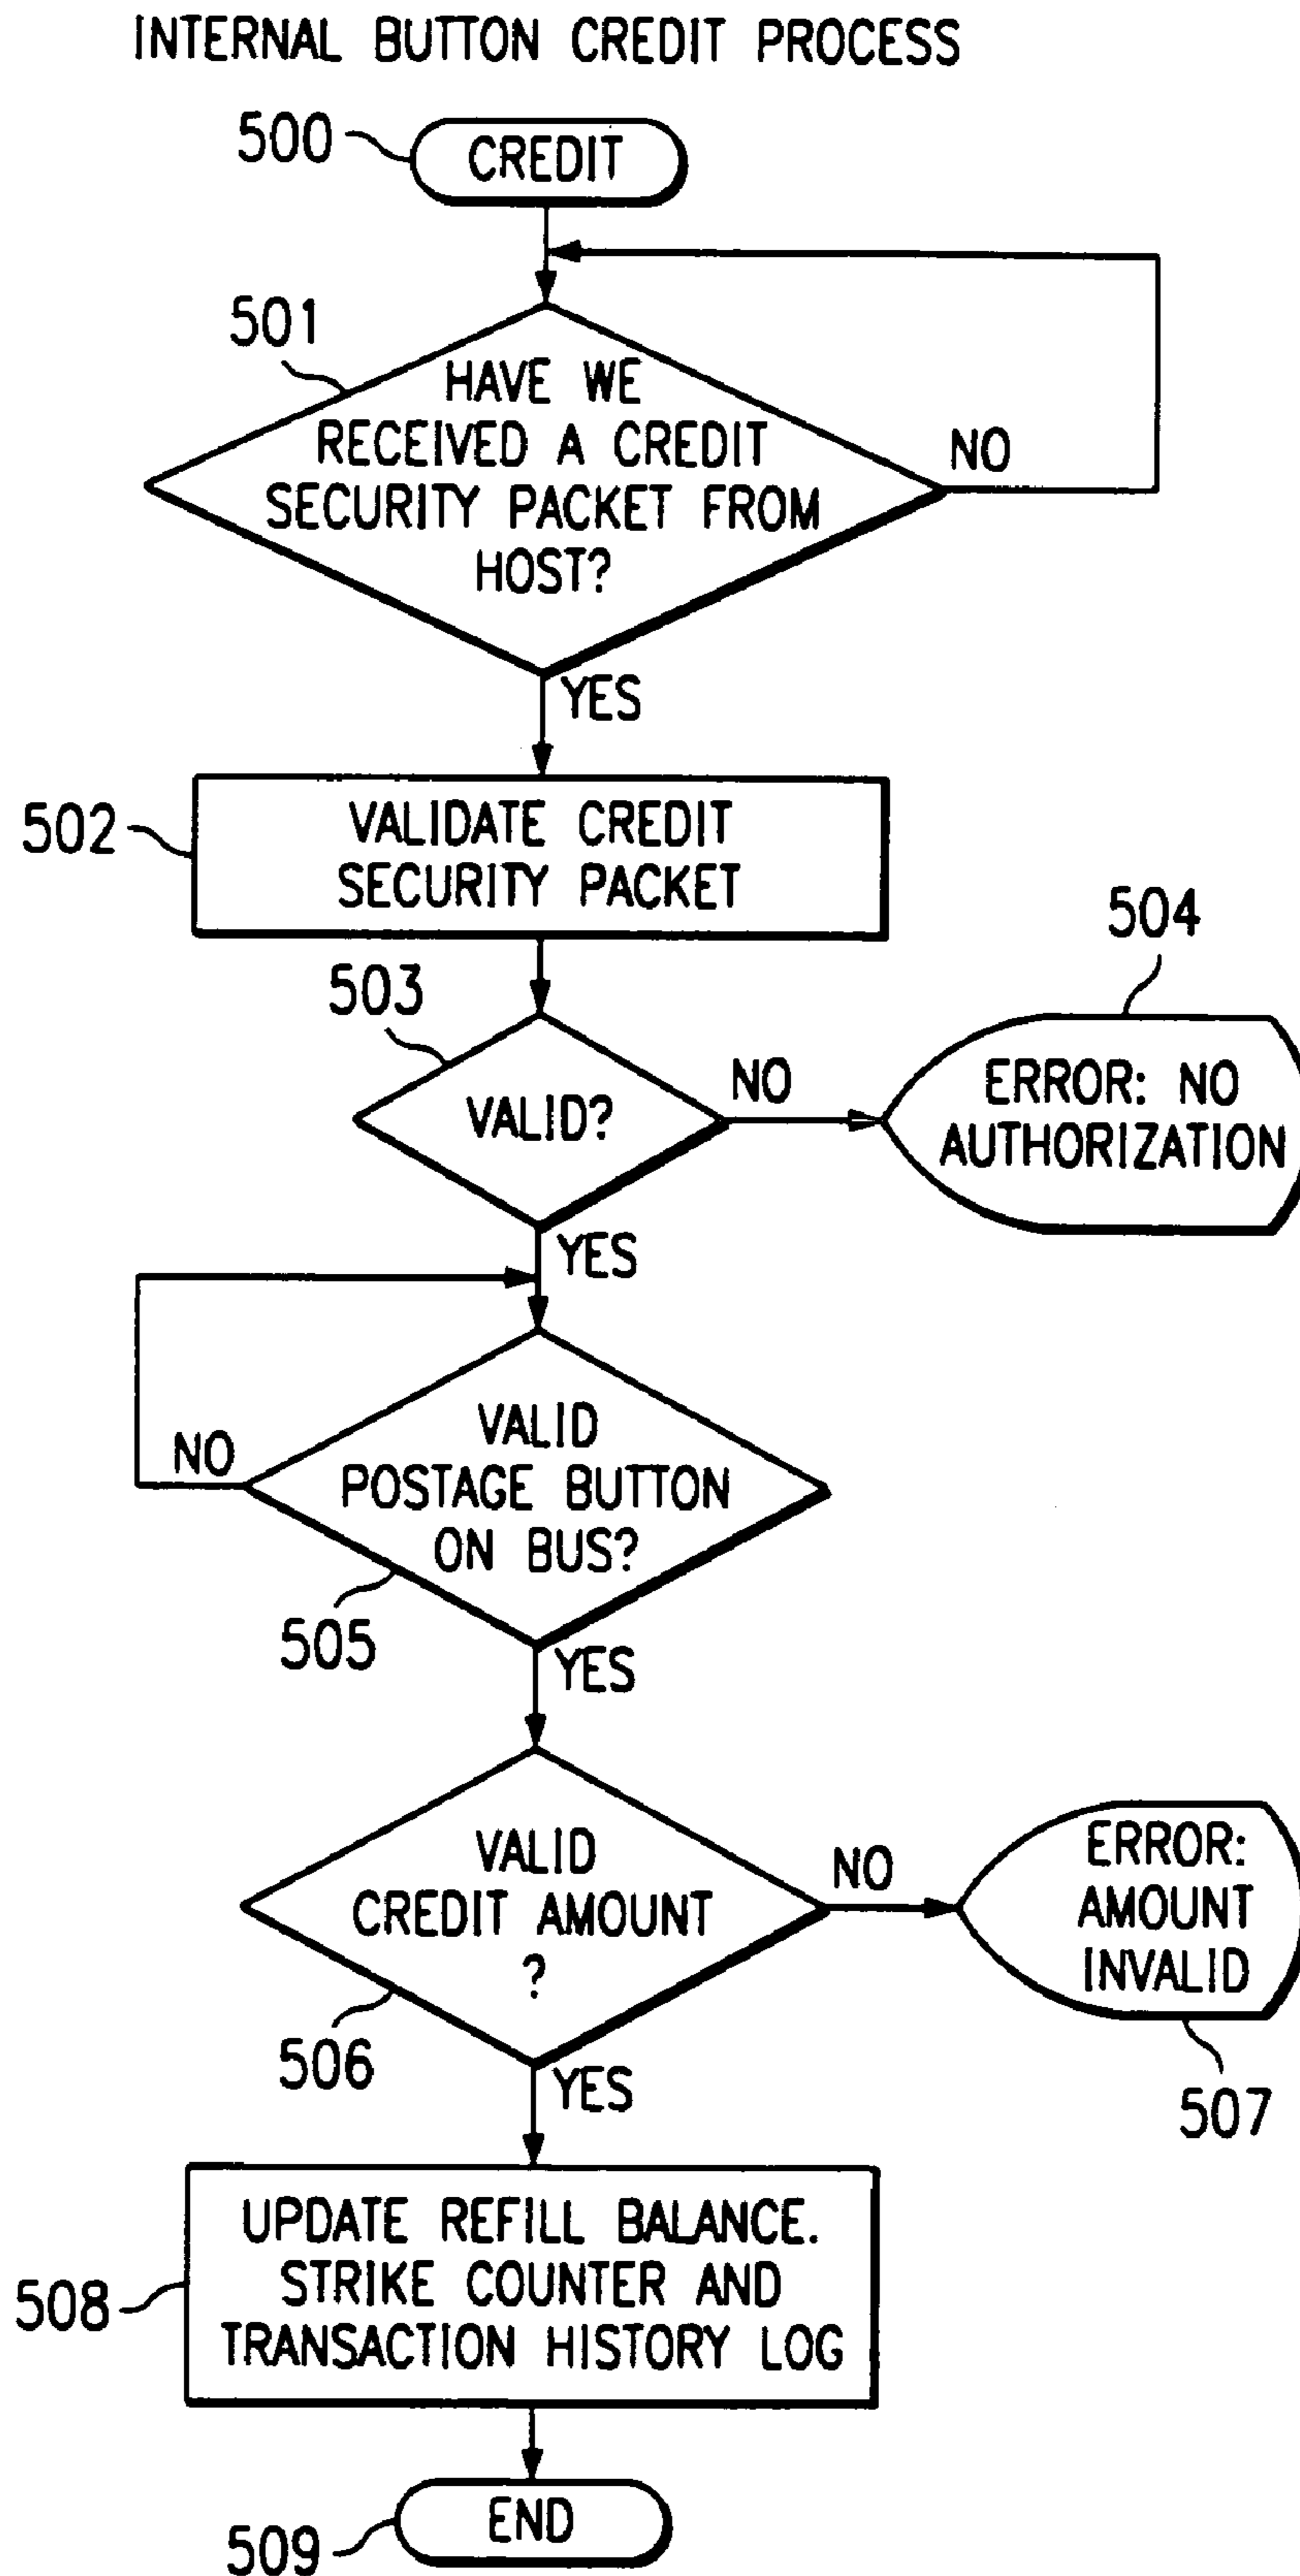 INTERNAL BUTTON CREDIT PROCESS
500
CREDIT
501
HAVE WE
RECEIVED A CREDIT
SECURITY PACKET FROM
HOST?
NO
YES
502
VALIDATE CREDIT
SECURITY PACKET
503
VALID?
NO
504
ERROR: NO
AUTHORIZATION
YES
VALID
POSTAGE BUTTON
ON BUS?
NO
505
YES
VALID
CREDIT AMOUNT
?
NO
506
ERROR:
AMOUNT
INVALID
507
YES
508
UPDATE REFILL BALANCE.
STRIKE COUNTER AND
TRANSACTION HISTORY LOG
END
509